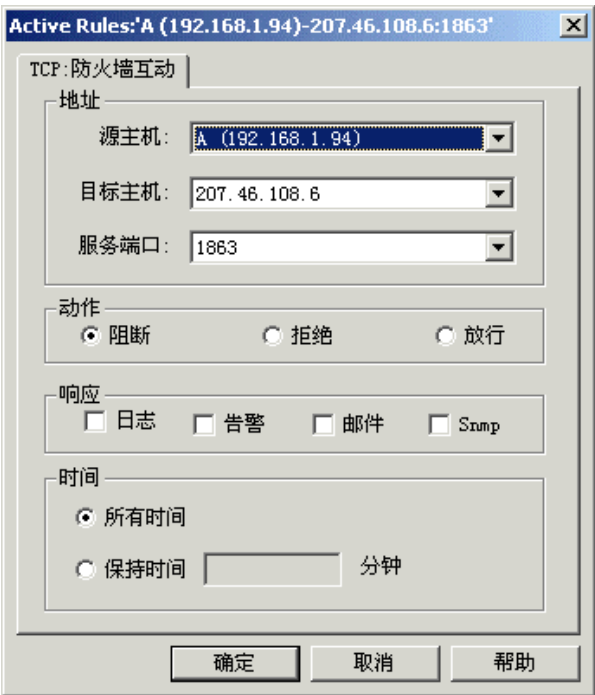 Active Rules:'A (192.168.1.94)-207.46.108.6:1863'
TCP:防火墙互动
地址
源主机: A (192.168.1.94)
目标主机: 207.46.108.6
服务端口: 1863
动作
阻断 拒绝 放行
响应
日志 告警 邮件 Snmp
时间
所有时间
保持时间 分钟
确定 取消 帮助